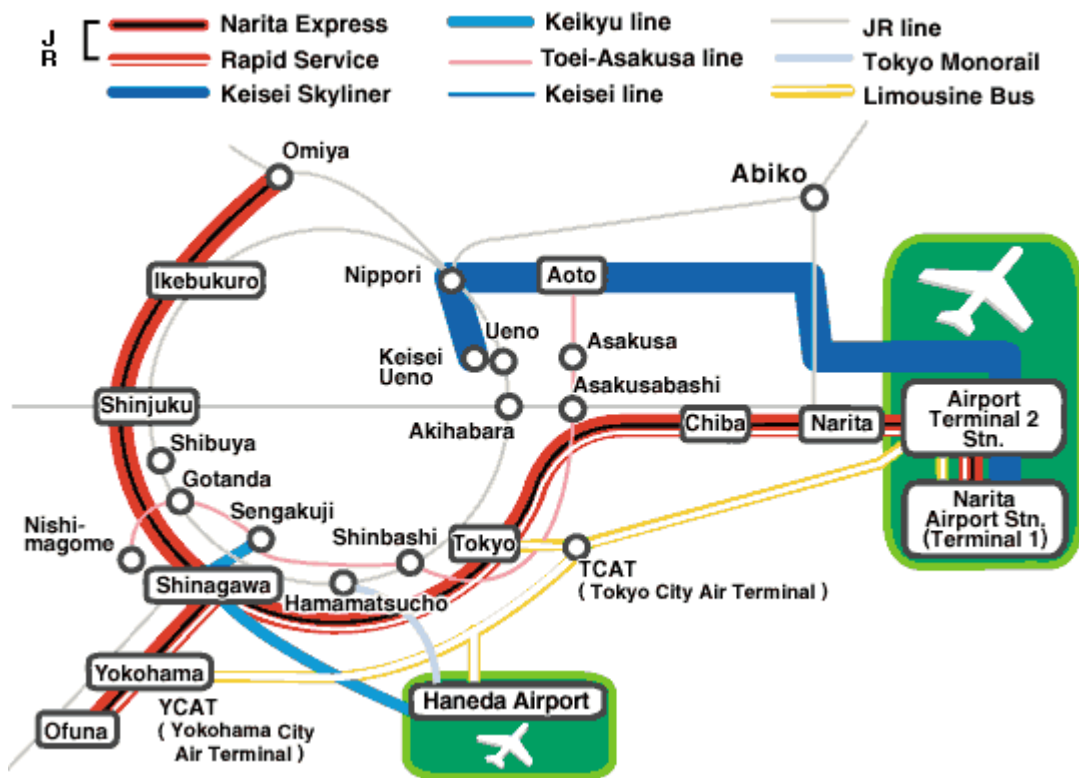 JR
Narita Express
Rapid Service
Keisei Skyliner
Keikyu line
Toei-Asakusa line
Keisei line
JR line
Tokyo Monorail
Limousine Bus
Omiya
Abiko
Ikebukuro
Nippori
Aoto
Ueno
Keisei
Ueno
Asakusa
Asakusabashi
Shinjuku
Akihabara
Chiba
Narita
Airport
Terminal 2
Stn.
Shibuya
Gotanda
Sengakuji
Nishi-
magome
Shinbashi
Tokyo
Narita
Airport Stn.
(Terminal 1)
TCAT
( Tokyo City Air Terminal )
Shinagawa
Hamamatsucho
Yokohama
YCAT
( Yokohama City
Air Terminal )
Haneda Airport
Ofuna